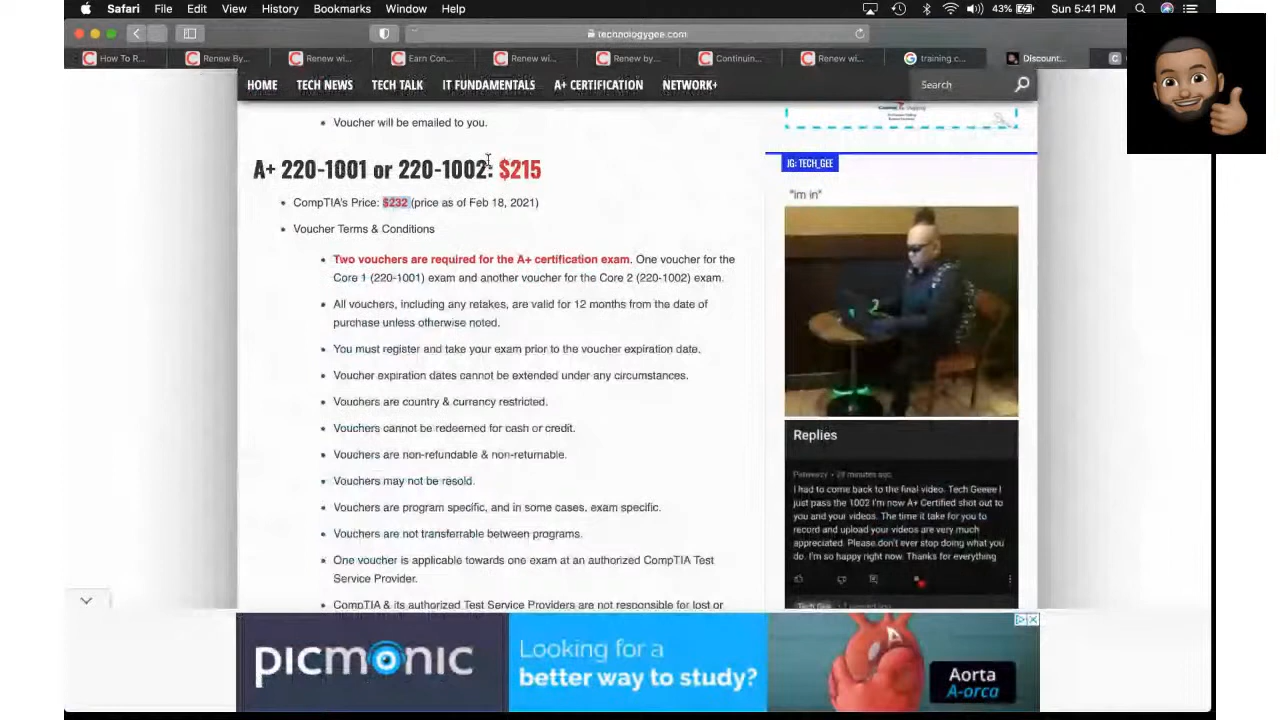 Safari File Edit View History Bookmarks Window Help 43% Sun 5:41 PM
technologygee.com
How To R... Renew By... Renew wi... Earn Con... Renew wi... Renew by... Continuin... Renew wi... training c... Discount...
HOME TECH NEWS TECH TALK IT FUNDAMENTALS A+ CERTIFICATION NETWORK+ Search
Voucher will be emailed to you.
A+ 220-1001 or 220-1002: $215
CompTIA's Price: $232 (price as of Feb 18, 2021)
Voucher Terms & Conditions
Two vouchers are required for the A+ certification exam. One voucher for the
Core 1 (220-1001) exam and another voucher for the Core 2 (220-1002) exam.
All vouchers, including any retakes, are valid for 12 months from the date of
purchase unless otherwise noted.
You must register and take your exam prior to the voucher expiration date.
Voucher expiration dates cannot be extended under any circumstances.
Vouchers are country & currency restricted.
Vouchers cannot be redeemed for cash or credit.
Vouchers are non-refundable & non-returnable.
Vouchers may not be resold.
Vouchers are program specific, and in some cases, exam specific.
Vouchers are not transferrable between programs.
One voucher is applicable towards one exam at an authorized CompTIA Test
Service Provider.
CompTIA & its authorized Test Service Providers are not responsible for lost or
IG: TECH_GEE
"im in"
Replies
29 minutes ago
I had to come back to the final video. Tech Geeee I
just pass the 1002 I'm now A+ Certified shot out to
you and your videos. The time it take for you to
record and upload your videos are very much
appreciated. Please don't ever stop doing what you
do. I'm so happy right now. Thanks for everything
Tech Gee
picmonic
Looking for a
better way to study?
Aorta
A-orca